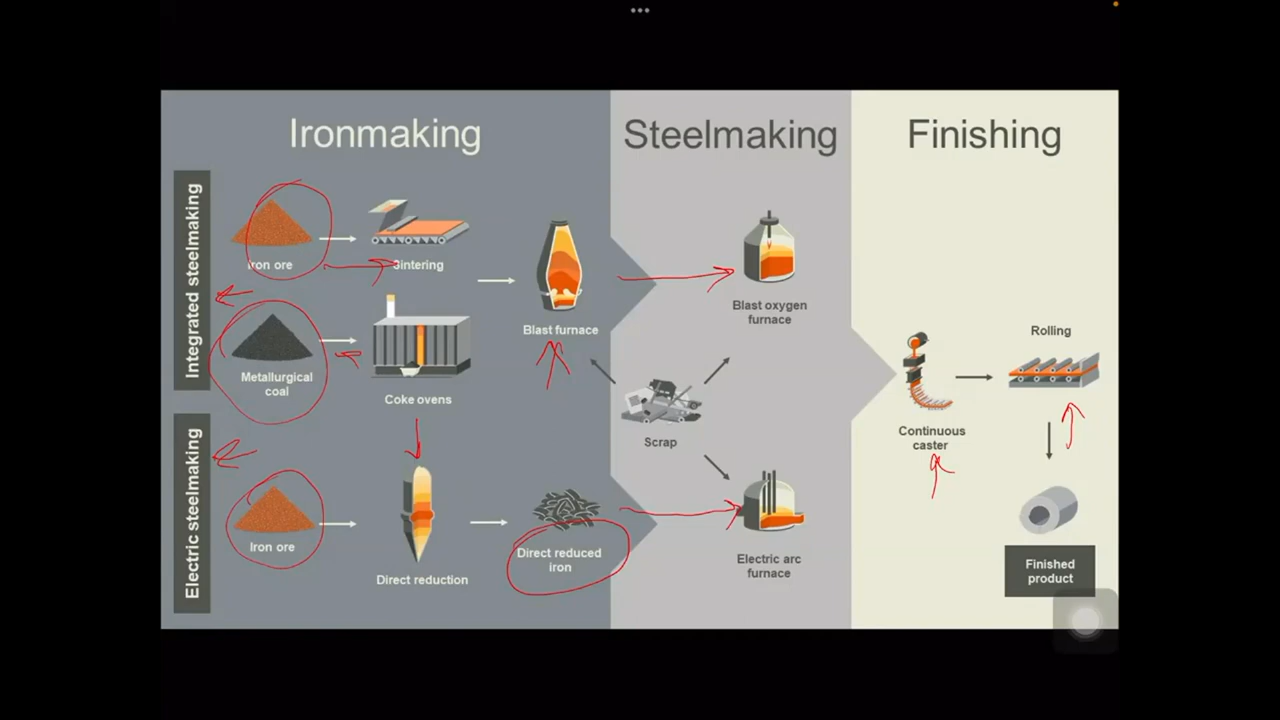 Ironmaking
Steelmaking
Finishing
Integrated steelmaking
Iron ore
Sintering
Blast furnace
Metallurgical
coal
Coke ovens
Blast oxygen
furnace
Scrap
Rolling
Continuous
caster
Electric steelmaking
Iron ore
Direct reduction
Direct reduced
iron
Electric arc
furnace
Finished
product